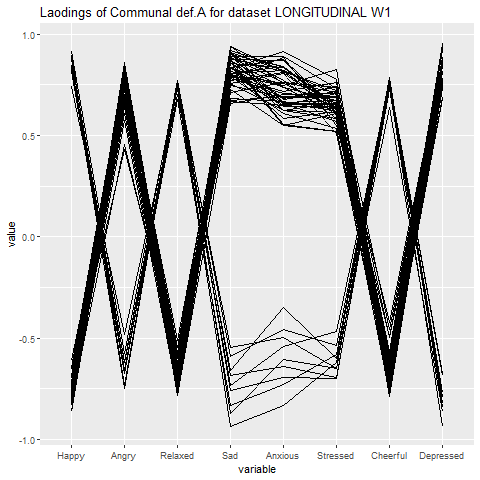 Laodings of Communal def.A for dataset LONGITUDINAL W1
1.0
0.5
0.0
-0.5
-1.0
value
Happy Angry Relaxed Sad Anxious Stressed Cheerful Depressed
variable